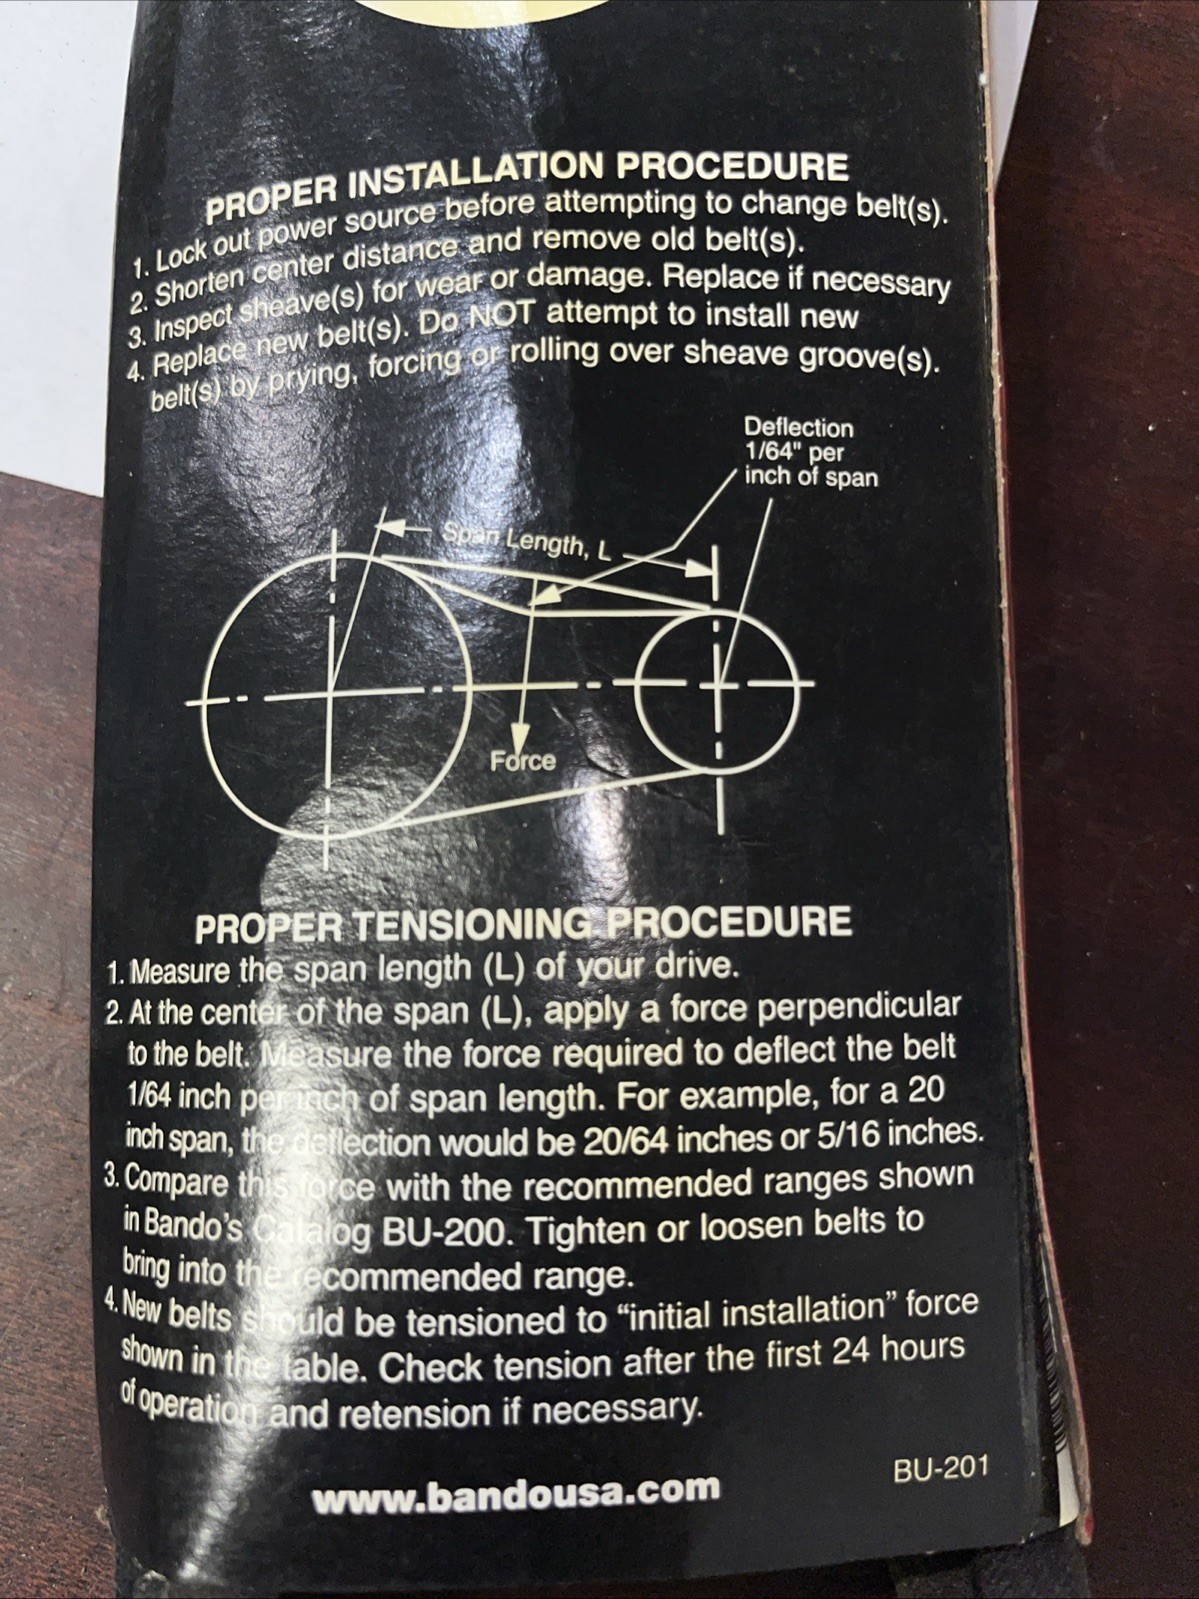 PROPER INSTALLATION PROCEDURE
1. Lock out power source before attempting to change belt(s).
2. Shorten center distance and remove old belt(s).
3. Inspect sheave(s) for wear or damage. Replace if necessary
4. Replace new belt(s). Do NOT attempt to install new
belt(s) by prying, forcing or rolling over sheave groove(s).
Deflection
1/64" per
inch of span
Span Length, L
Force
PROPER TENSIONING PROCEDURE
1. Measure the span length (L) of your drive.
2. At the center of the span (L), apply a force perpendicular
to the belt. Measure the force required to deflect the belt
1/64 inch per inch of span length. For example, for a 20
inch span, the deflection would be 20/64 inches or 5/16 inches.
3. Compare this force with the recommended ranges shown
in Bando's Catalog BU-200. Tighten or loosen belts to
bring into the recommended range.
4. New belts should be tensioned to “initial installation” force
shown in the table. Check tension after the first 24 hours
of operation and retension if necessary.
BU-201
www.bandousa.com